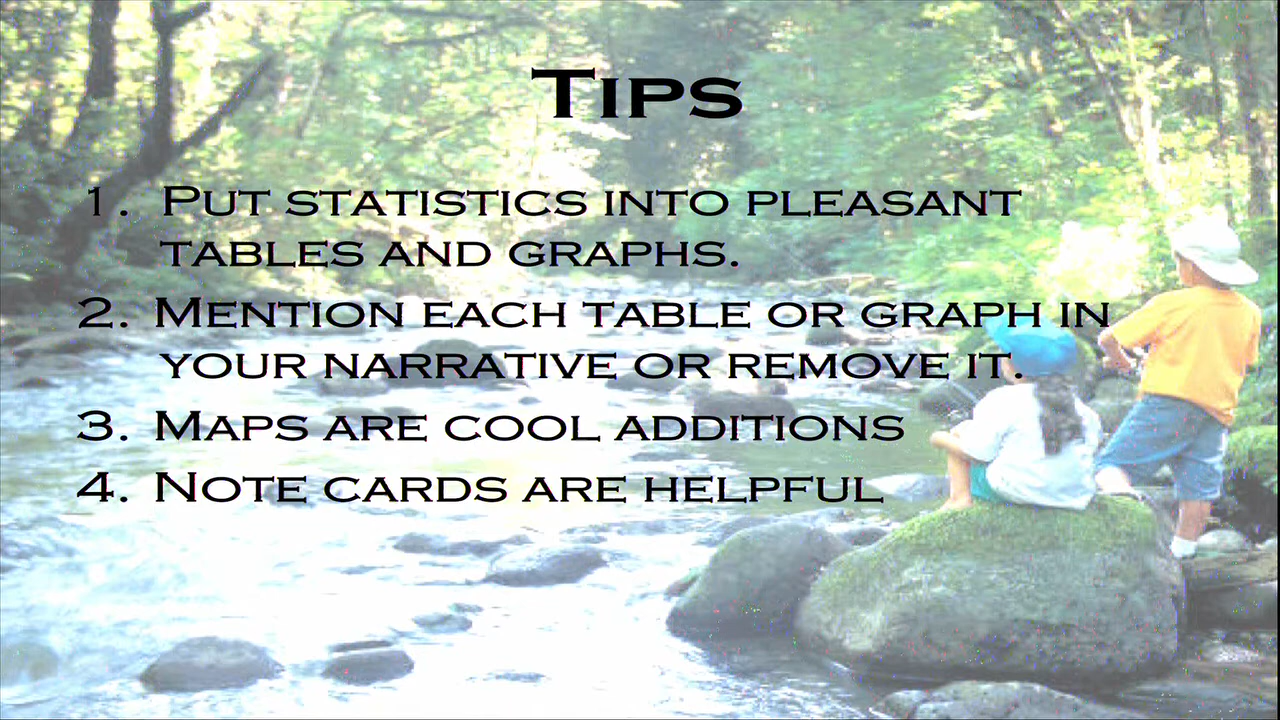 Tips
1. Put statistics into pleasant
tables and graphs.
2. Mention each table or graph in
your narrative or remove it.
3. Maps are cool additions
4. Note cards are helpful